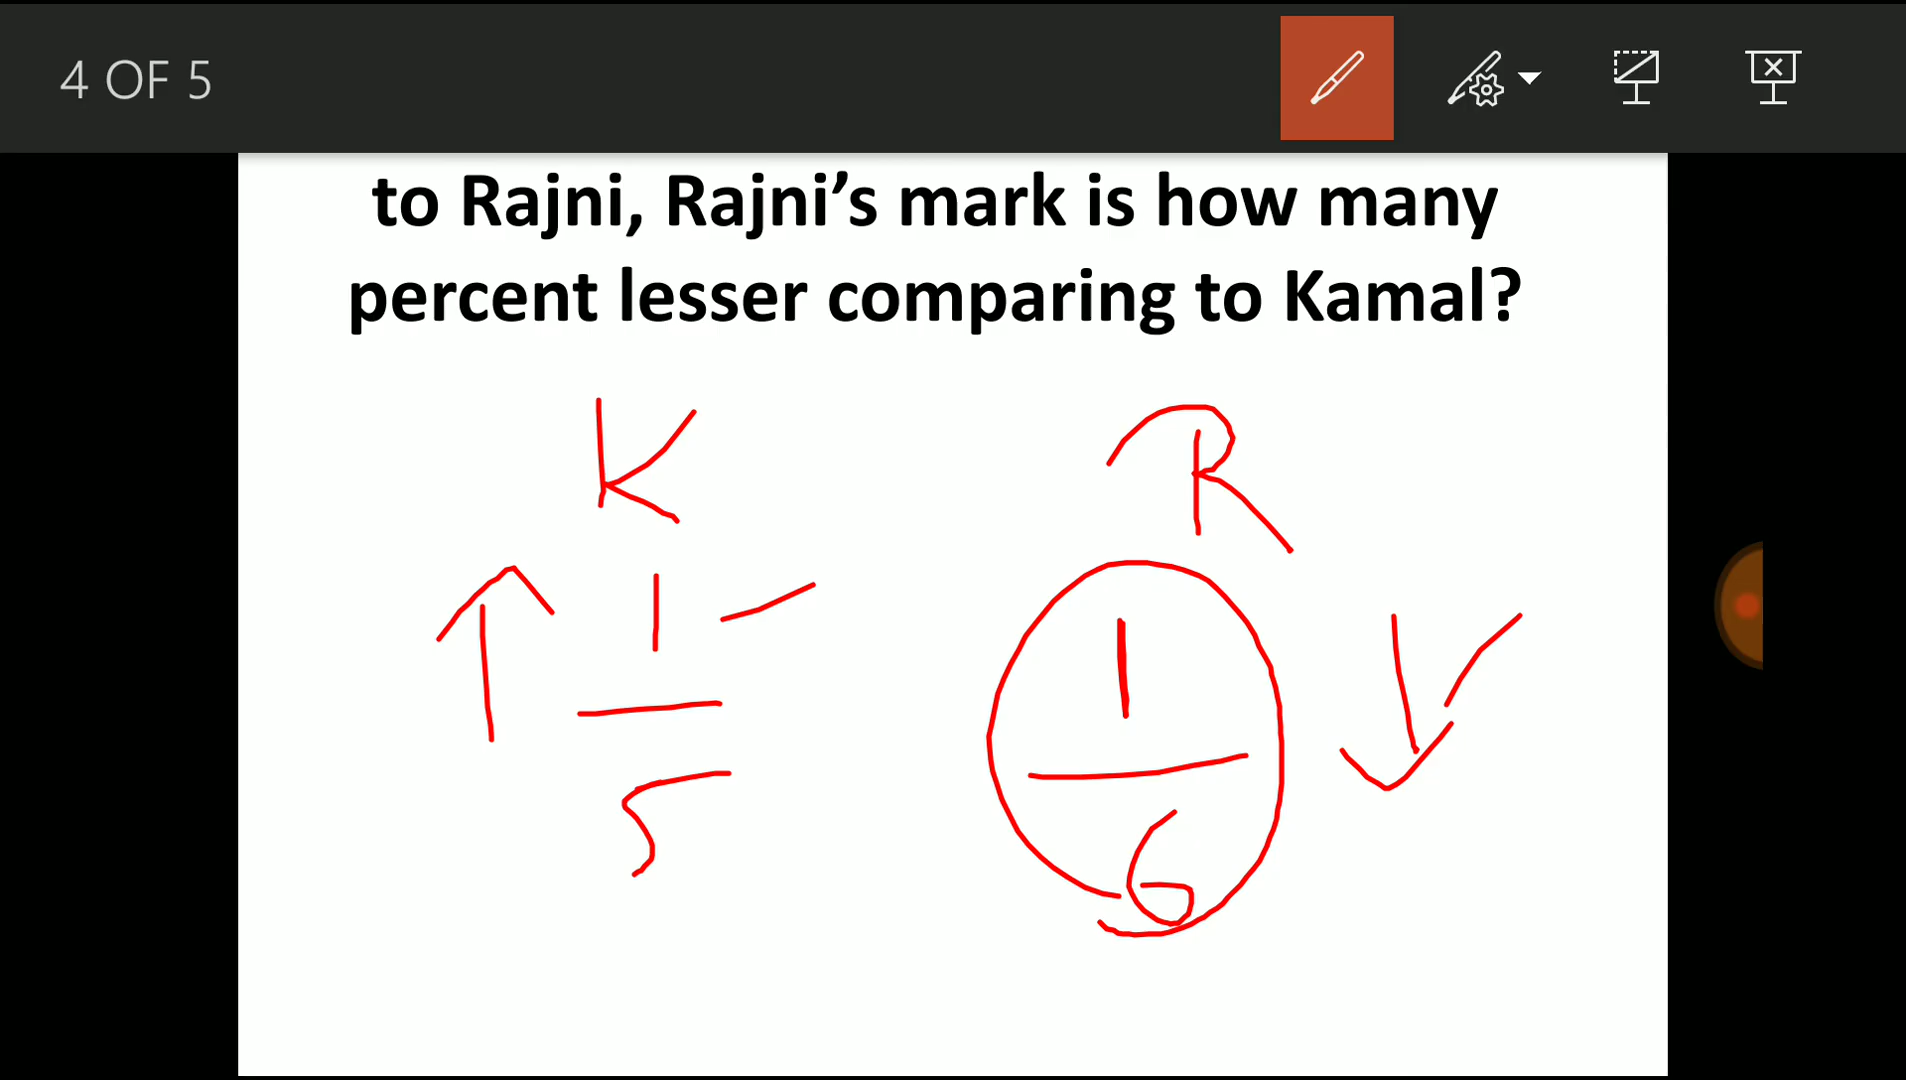 4 OF 5
to Rajni, Rajni’s mark is how many
percent lesser comparing to Kamal?
K R
1 1
5 6